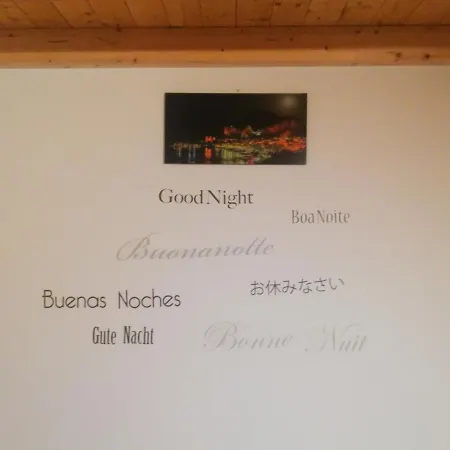 Good Night
Boa Noite
Buonanotte
お休みなさい
Buenas Noches
Gute Nacht
Bonne Nuit